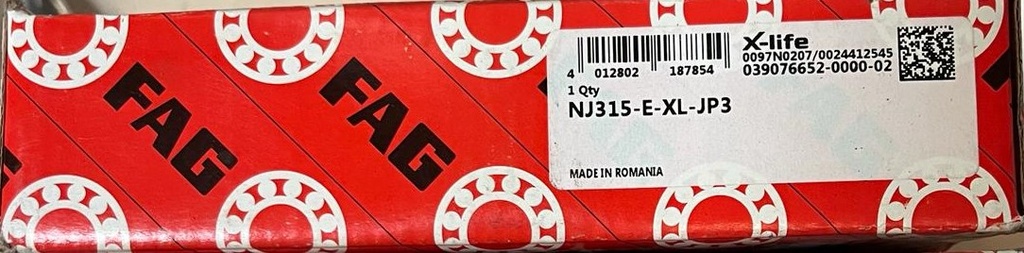 FAG
FAG
X-life
0097N0207/0024412545
039076652-0000-02
4 012802 187854
1 Qty
NJ315-E-XL-JP3
MADE IN ROMANIA